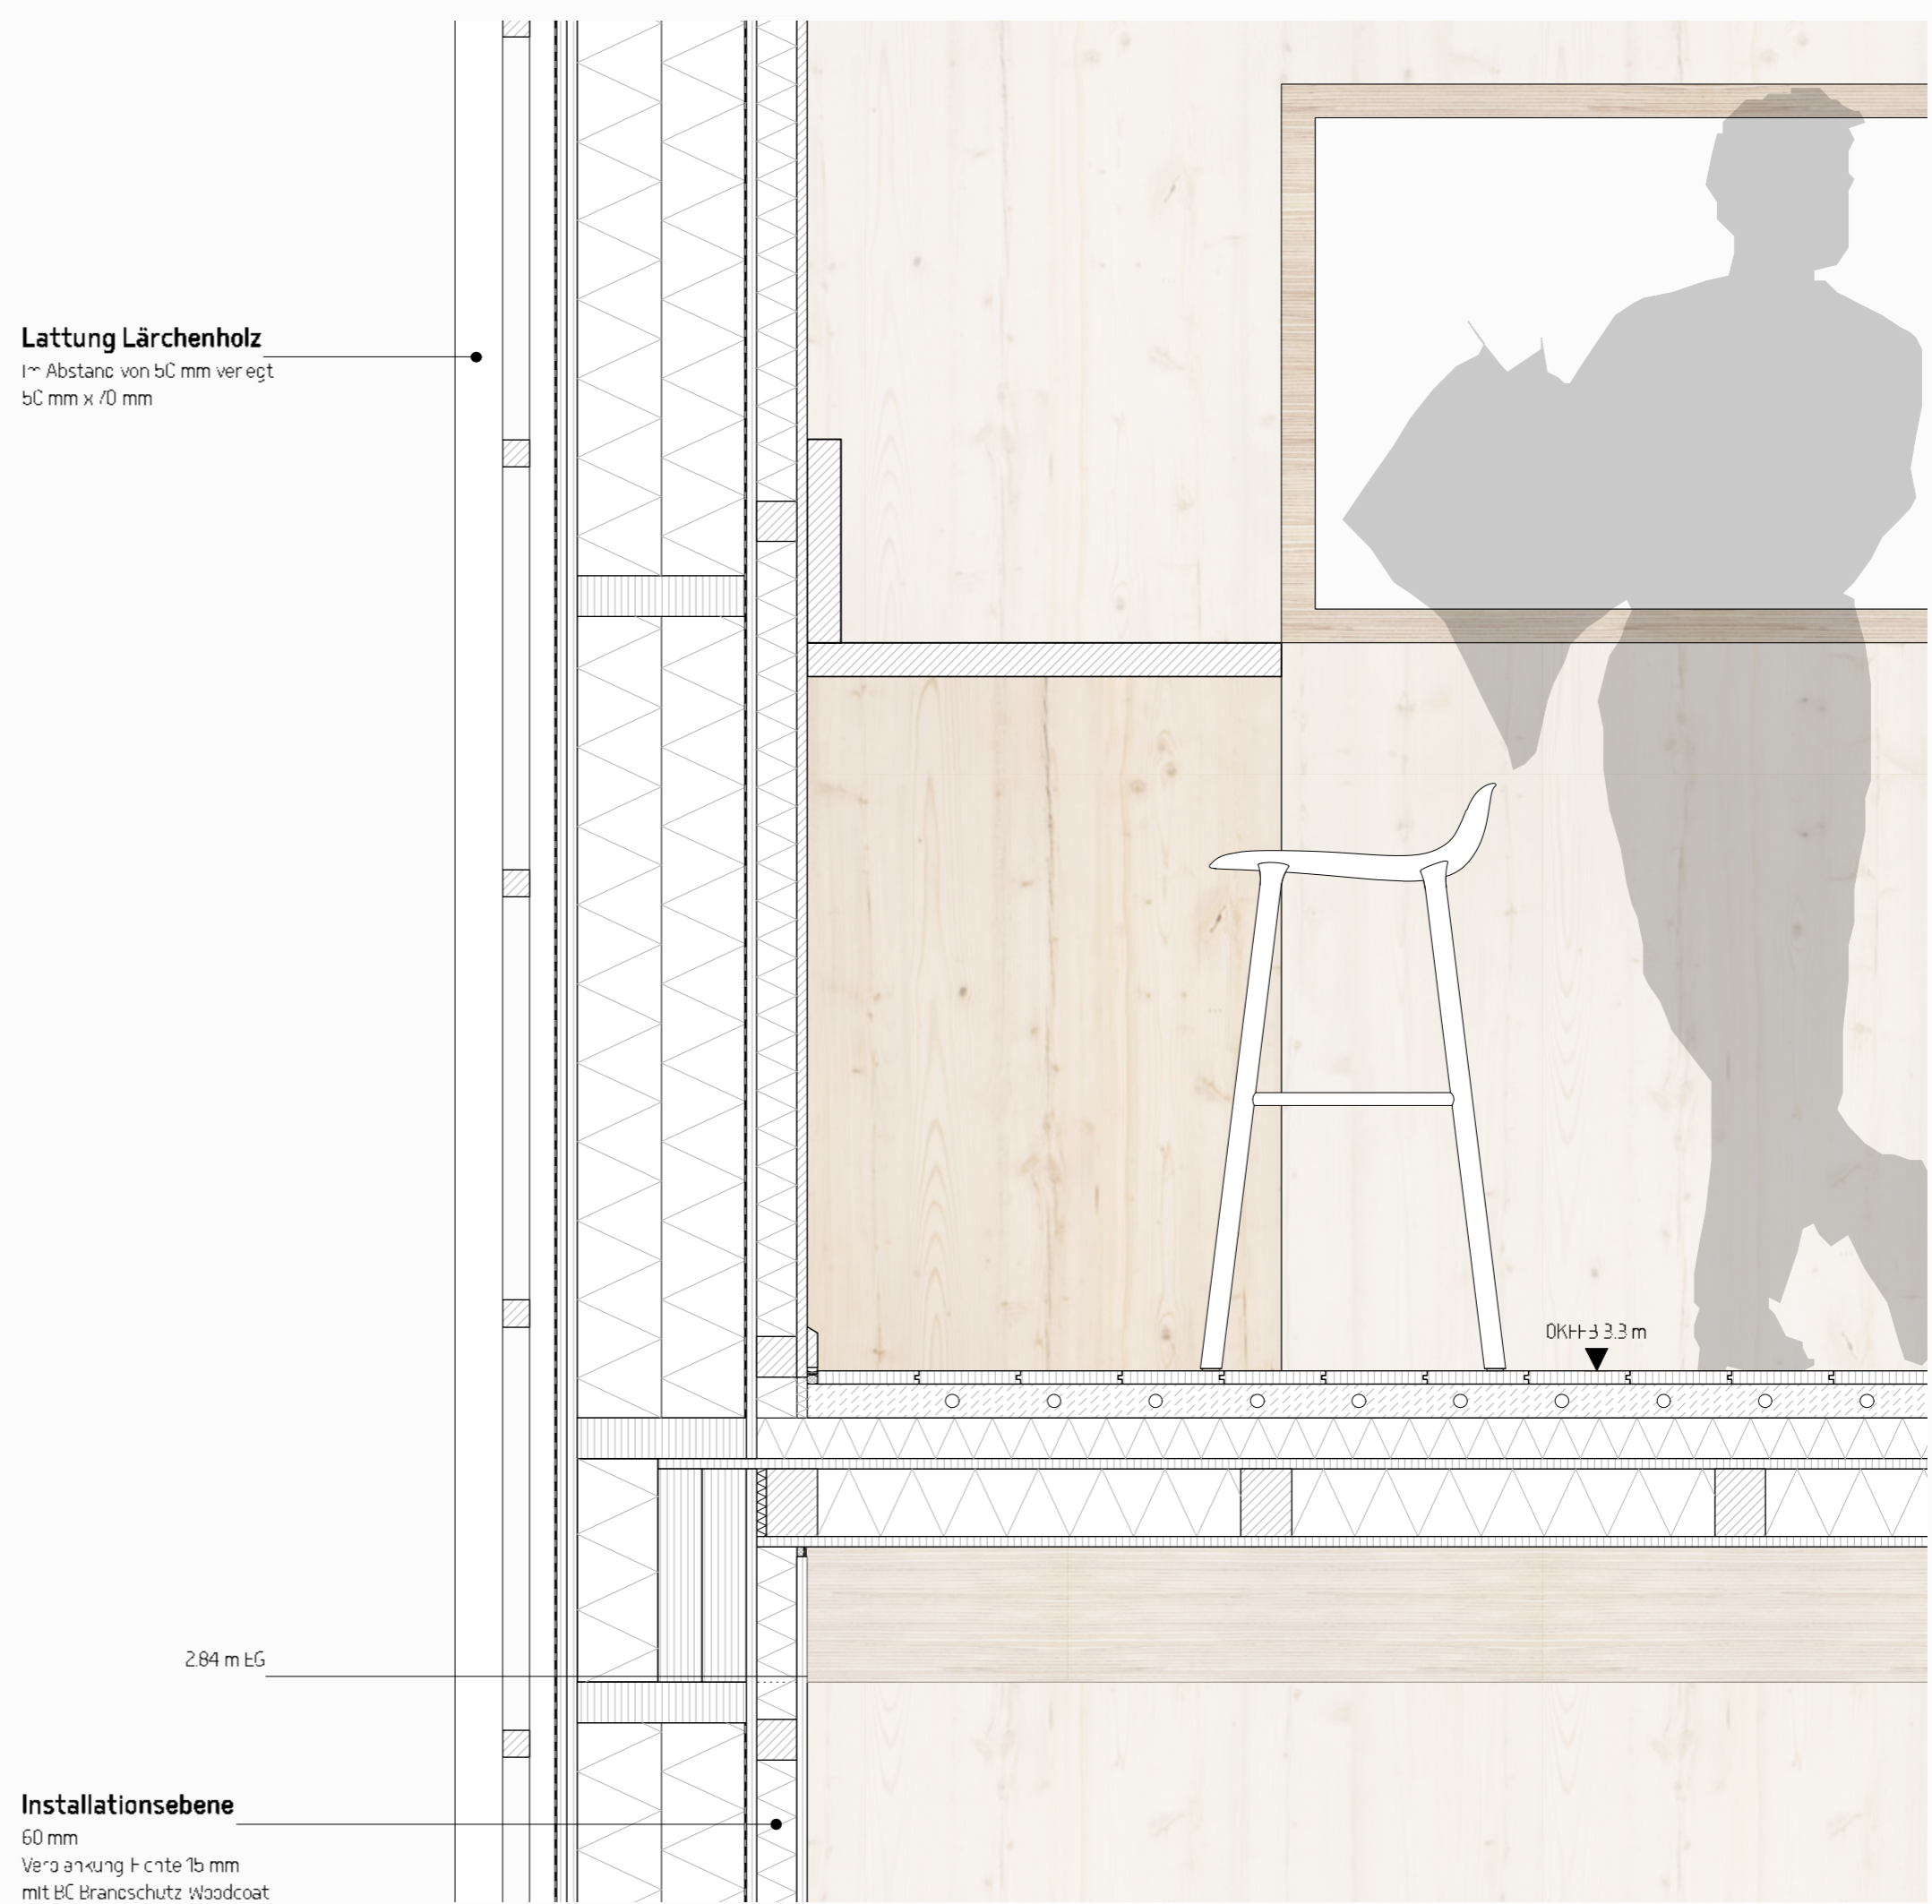 Lattung Lärchenholz
Im Abstand von 50 mm verlegt
50 mm x 70 mm
OKFFB 3.3 m
2.84 m EG
Installationsebene
60 mm
Verplankung Fichte 15 mm
mit BC Brandschutz Woodcoat